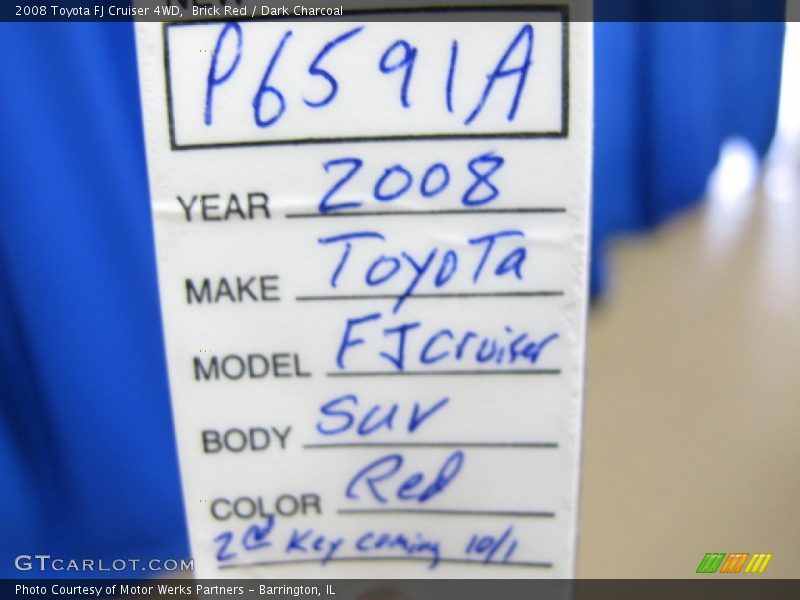 2008 Toyota FJ Cruiser 4WD, Brick Red / Dark Charcoal
P6591A
YEAR 2008
MAKE Toyota
MODEL FJ Cruiser
BODY SUV
COLOR Red
2nd Key coming 10/1
GTCARLOT.COM
Photo Courtesy of Motor Werks Partners - Barrington, IL